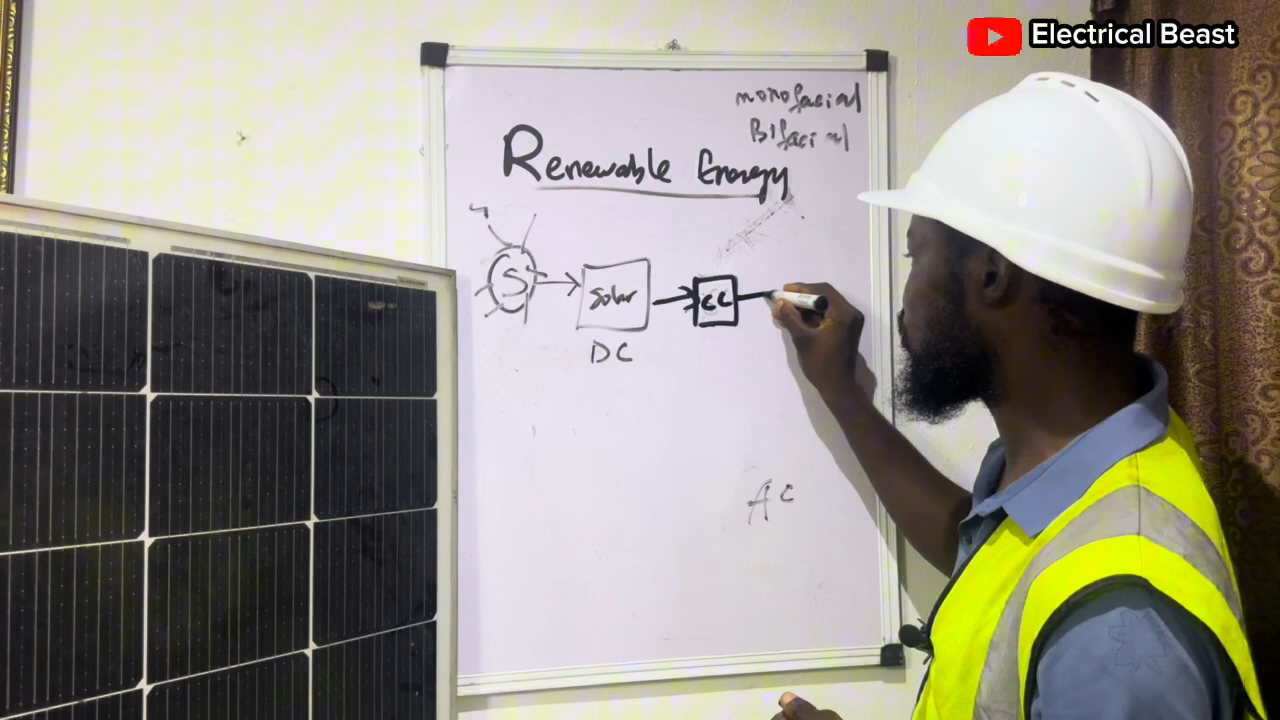 Electrical Beast
monofacial
Bifacial
Renewable Energy
S
Solar
CC
DC
AC